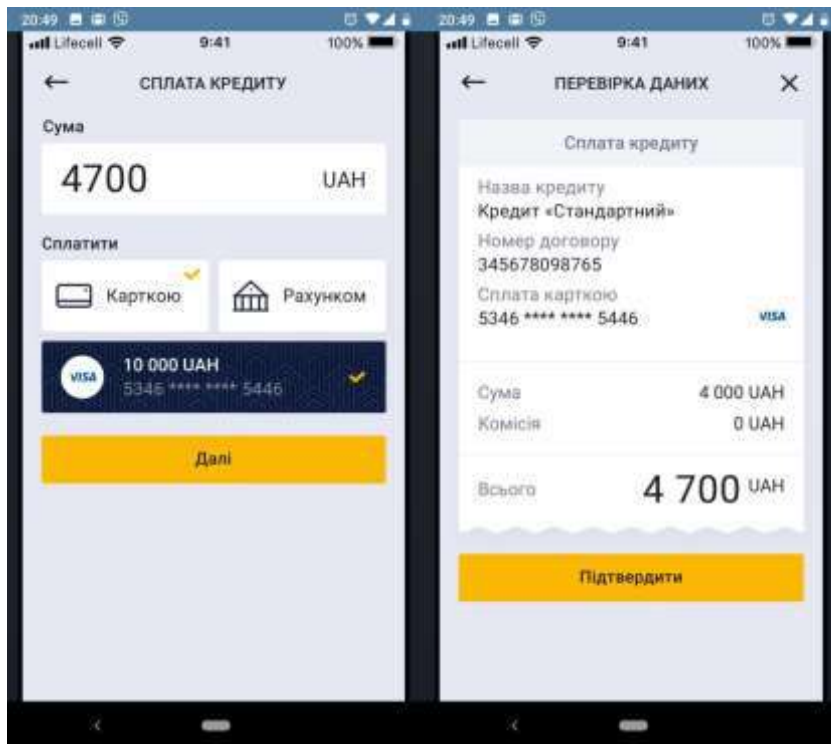 20:49
Lifecell 9:41 100%
СПЛАТА КРЕДИТУ
Сума
4700 UAH
Сплатити
Карткою Рахунком
VISA 10 000 UAH
5346 **** **** 5446
Далі
20:49
Lifecell 9:41 100%
ПЕРЕВІРКА ДАНИХ
Сплата кредиту
Назва кредиту
Кредит «Стандартний»
Номер договору
345678098765
Сплата карткою
5346 **** **** 5446 VISA
Сума 4 000 UAH
Комісія 0 UAH
Всього 4 700 UAH
Підтвердити